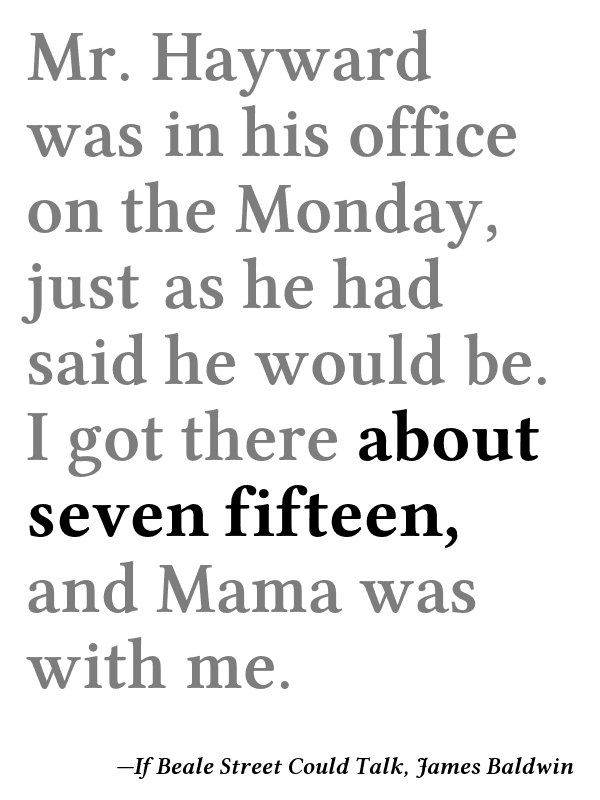 Mr. Hayward
was in his office
on the Monday,
just as he had
said he would be.
I got there about
seven fifteen,
and Mama was
with me.
—If Beale Street Could Talk, James Baldwin